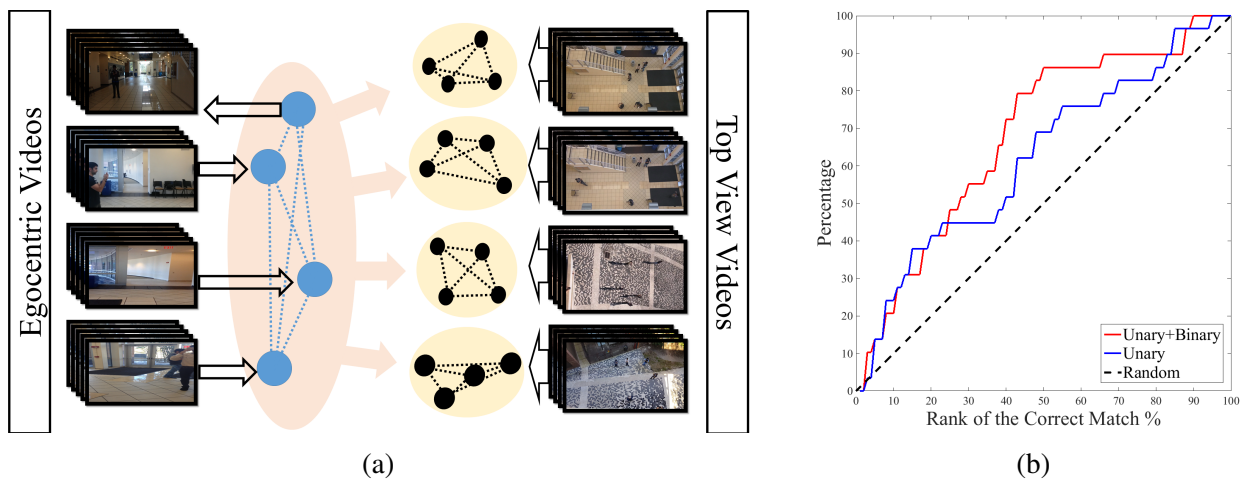 Egocentric Videos
Top View Videos
(a)
100
90
80
70
60
50
40
30
20
10
0
Percentage
0 10 20 30 40 50 60 70 80 90 100
Rank of the Correct Match %
Unary+Binary
Unary
Random
(b)